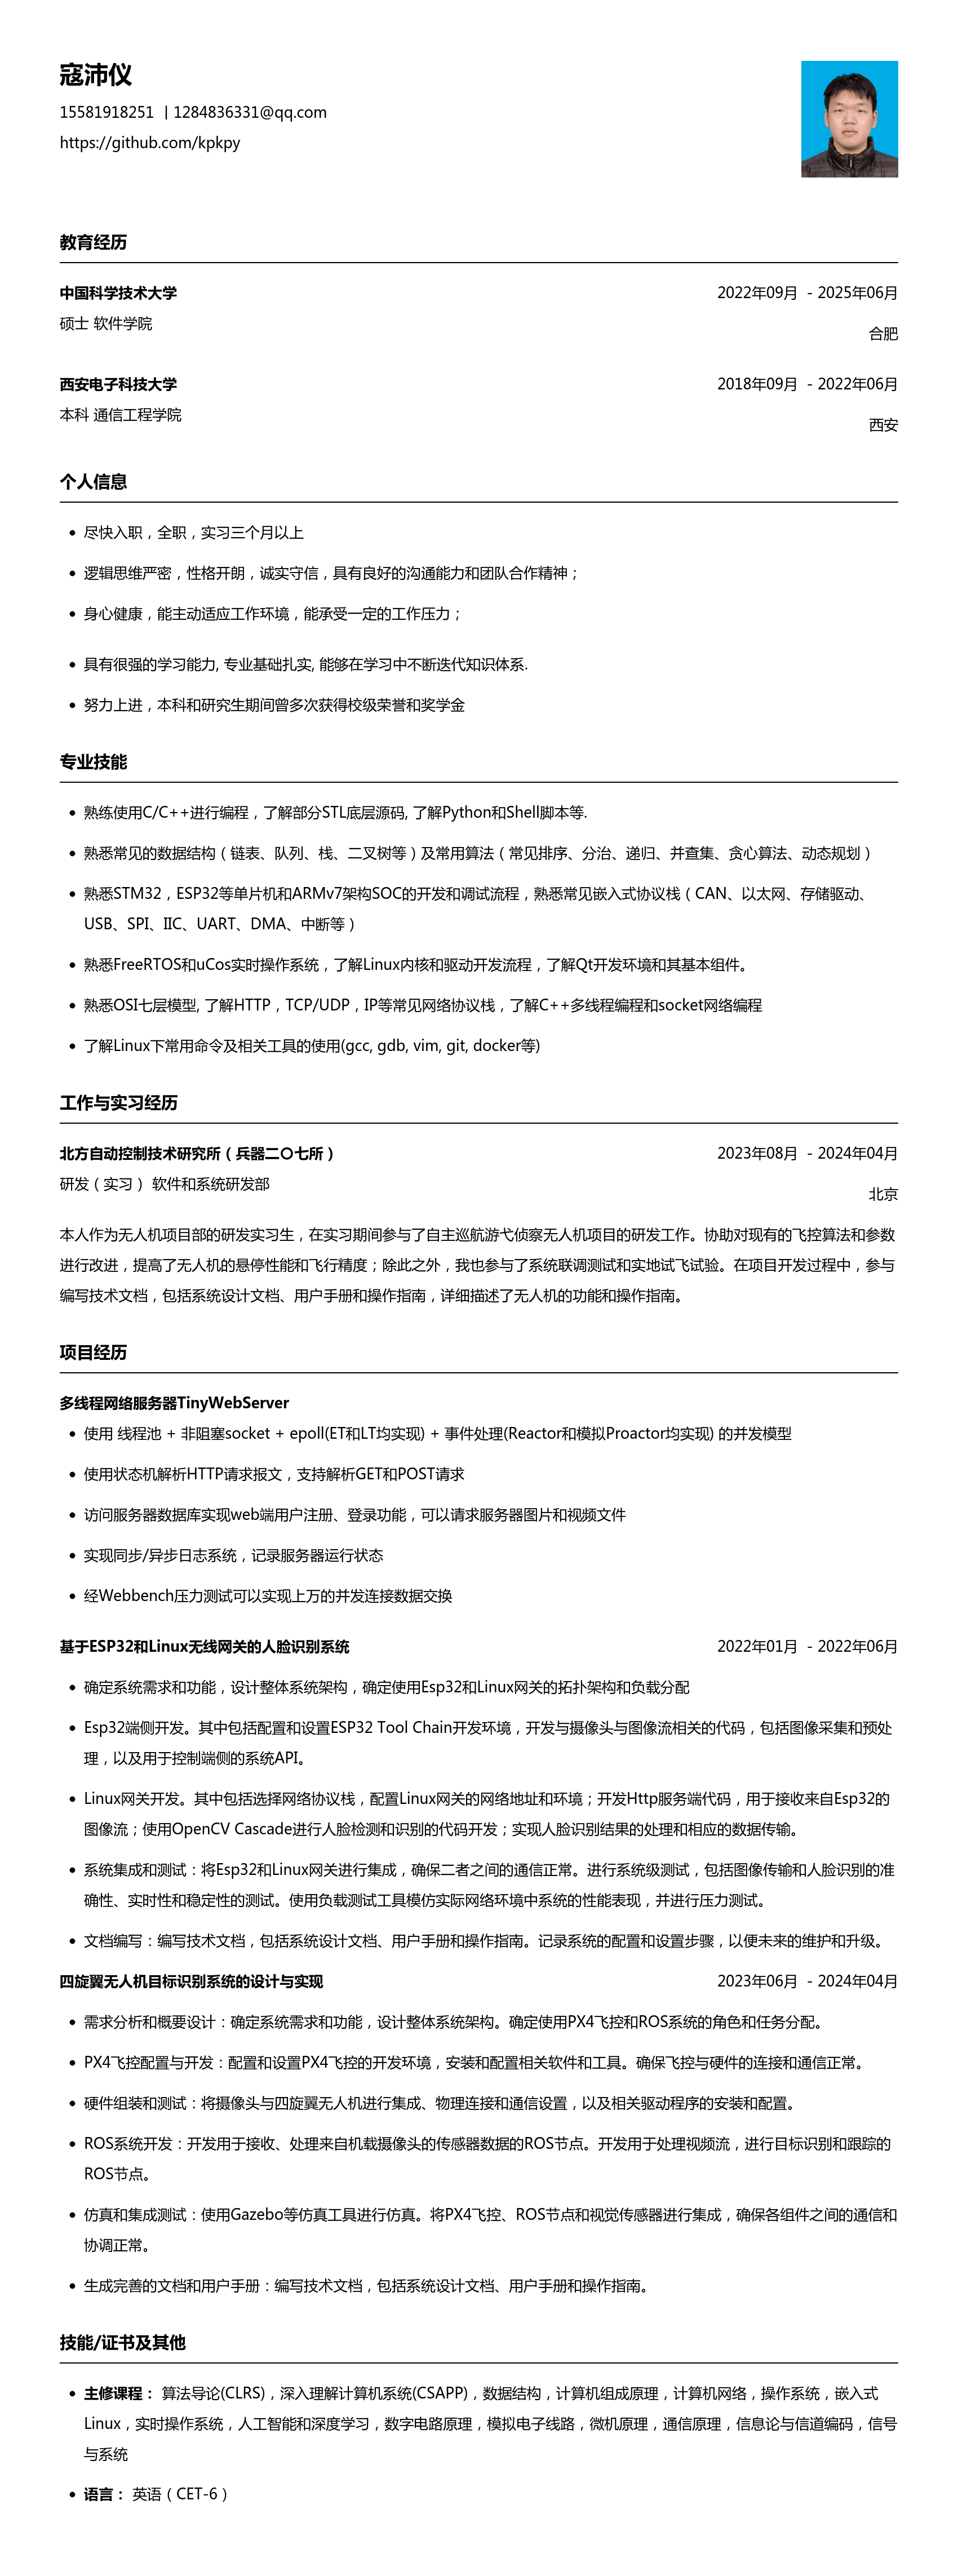 寇沛仪
15581918251 | 1284836331@qq.com
https://github.com/kpkpy
教育经历
中国科学技术大学 2022年09月 - 2025年06月
硕士 软件学院
合肥
西安电子科技大学 2018年09月 - 2022年06月
本科 通信工程学院
西安
个人信息
• 尽快入职，全职，实习三个月以上
• 逻辑思维严密，性格开朗，诚实守信，具有良好的沟通能力和团队合作精神；
• 身心健康，能主动适应工作环境，能承受一定的工作压力；
• 具有很强的学习能力, 专业基础扎实, 能够在学习中不断迭代知识体系.
• 努力上进，本科和研究生期间曾多次获得校级荣誉和奖学金
专业技能
• 熟练使用C/C++进行编程，了解部分STL底层源码, 了解Python和Shell脚本等.
• 熟悉常见的数据结构（链表、队列、栈、二叉树等）及常用算法（常见排序、分治、递归、并查集、贪心算法、动态规划）
• 熟悉STM32，ESP32等单片机和ARMv7架构SOC的开发和调试流程，熟悉常见嵌入式协议栈（CAN、以太网、存储驱动、
USB、SPI、IIC、UART、DMA、中断等）
• 熟悉FreeRTOS和uCos实时操作系统，了解Linux内核和驱动开发流程，了解Qt开发环境和其基本组件。
• 熟悉OSI七层模型, 了解HTTP，TCP/UDP，IP等常见网络协议栈，了解C++多线程编程和socket网络编程
• 了解Linux下常用命令及相关工具的使用(gcc, gdb, vim, git, docker等)
工作与实习经历
北方自动控制技术研究所（兵器二〇七所） 2023年08月 - 2024年04月
研发（实习） 软件和系统研发部
北京
本人作为无人机项目部的研发实习生，在实习期间参与了自主巡航游弋侦察无人机项目的研发工作。协助对现有的飞控算法和参数
进行改进，提高了无人机的悬停性能和飞行精度；除此之外，我也参与了系统联调测试和实地试飞试验。在项目开发过程中，参与
编写技术文档，包括系统设计文档、用户手册和操作指南，详细描述了无人机的功能和操作指南。
项目经历
多线程网络服务器TinyWebServer
• 使用 线程池 + 非阻塞socket + epoll(ET和LT均实现) + 事件处理(Reactor和模拟Proactor均实现) 的并发模型
• 使用状态机解析HTTP请求报文，支持解析GET和POST请求
• 访问服务器数据库实现web端用户注册、登录功能，可以请求服务器图片和视频文件
• 实现同步/异步日志系统，记录服务器运行状态
• 经Webbench压力测试可以实现上万的并发连接数据交换
基于ESP32和Linux无线网关的人脸识别系统 2022年01月 - 2022年06月
• 确定系统需求和功能，设计整体系统架构，确定使用Esp32和Linux网关的拓扑架构和负载分配
• Esp32端侧开发。其中包括配置和设置ESP32 Tool Chain开发环境，开发与摄像头与图像流相关的代码，包括图像采集和预处
理，以及用于控制端侧的系统API。
• Linux网关开发。其中包括选择网络协议栈，配置Linux网关的网络地址和环境；开发Http服务端代码，用于接收来自Esp32的
图像流；使用OpenCV Cascade进行人脸检测和识别的代码开发；实现人脸识别结果的处理和相应的数据传输。
• 系统集成和测试：将Esp32和Linux网关进行集成，确保二者之间的通信正常。进行系统级测试，包括图像传输和人脸识别的准
确性、实时性和稳定性的测试。使用负载测试工具模仿实际网络环境中系统的性能表现，并进行压力测试。
• 文档编写：编写技术文档，包括系统设计文档、用户手册和操作指南。记录系统的配置和设置步骤，以便未来的维护和升级。
四旋翼无人机目标识别系统的设计与实现 2023年06月 - 2024年04月
• 需求分析和概要设计：确定系统需求和功能，设计整体系统架构。确定使用PX4飞控和ROS系统的角色和任务分配。
• PX4飞控配置与开发：配置和设置PX4飞控的开发环境，安装和配置相关软件和工具。确保飞控与硬件的连接和通信正常。
• 硬件组装和测试：将摄像头与四旋翼无人机进行集成、物理连接和通信设置，以及相关驱动程序的安装和配置。
• ROS系统开发：开发用于接收、处理来自机载摄像头的传感器数据的ROS节点。开发用于处理视频流，进行目标识别和跟踪的
ROS节点。
• 仿真和集成测试：使用Gazebo等仿真工具进行仿真。将PX4飞控、ROS节点和视觉传感器进行集成，确保各组件之间的通信和
协调正常。
• 生成完善的文档和用户手册：编写技术文档，包括系统设计文档、用户手册和操作指南。
技能/证书及其他
• 主修课程： 算法导论(CLRS)，深入理解计算机系统(CSAPP)，数据结构，计算机组成原理，计算机网络，操作系统，嵌入式
Linux，实时操作系统，人工智能和深度学习，数字电路原理，模拟电子线路，微机原理，通信原理，信息论与信道编码，信号
与系统
• 语言： 英语（CET-6）